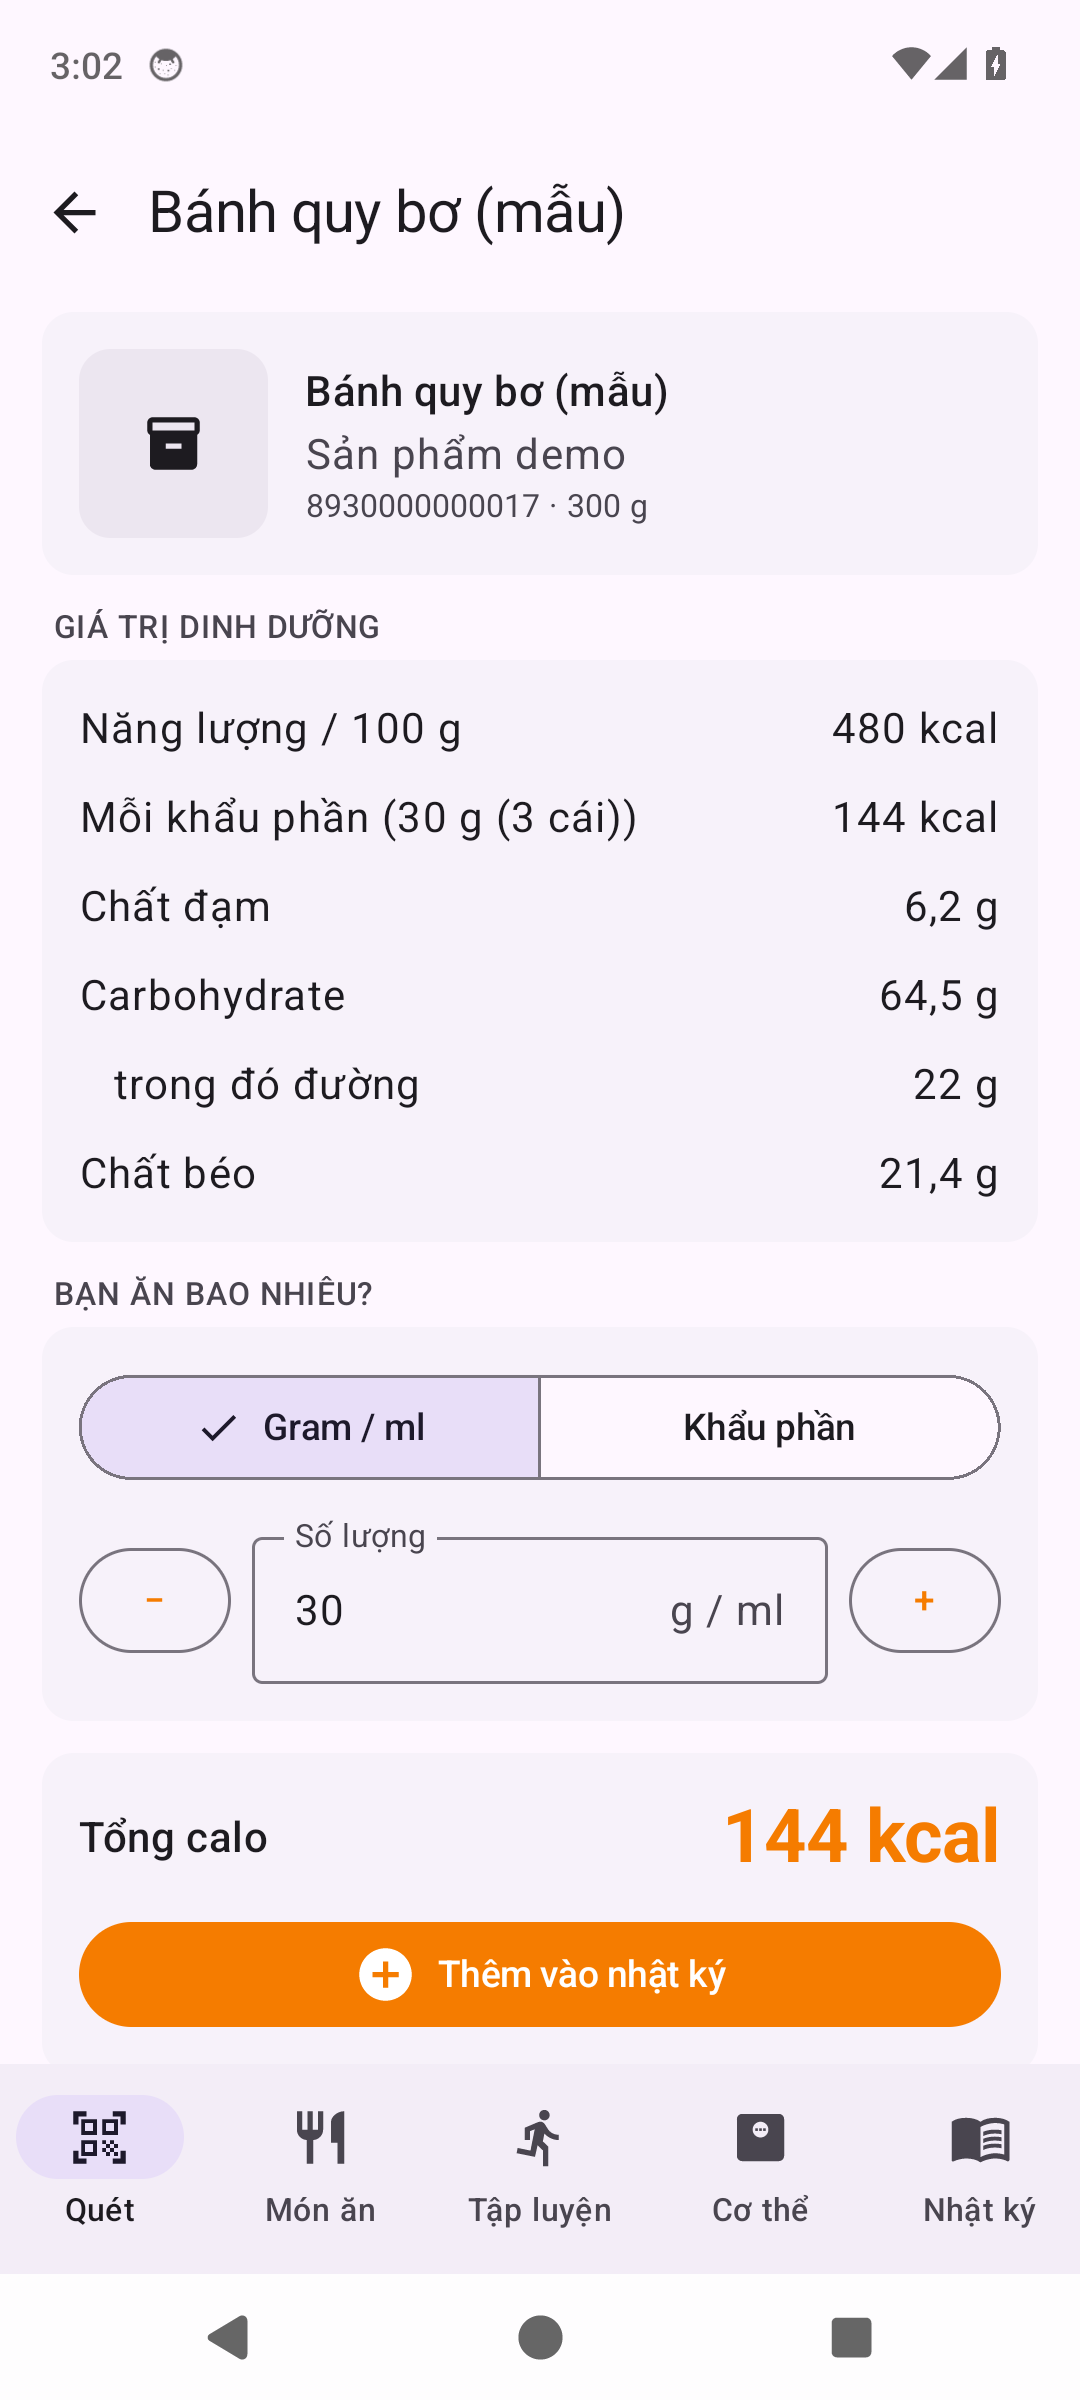 3:02
Bánh quy bơ (mẫu)
Bánh quy bơ (mẫu)
Sản phẩm demo
8930000000017 · 300 g
GIÁ TRỊ DINH DƯỠNG
Năng lượng / 100 g 480 kcal
Mỗi khẩu phần (30 g (3 cái)) 144 kcal
Chất đạm 6,2 g
Carbohydrate 64,5 g
trong đó đường 22 g
Chất béo 21,4 g
BẠN ĂN BAO NHIÊU?
Gram / ml Khẩu phần
Số lượng
− 30 g / ml +
Tổng calo 144 kcal
Thêm vào nhật ký
Quét Món ăn Tập luyện Cơ thể Nhật ký